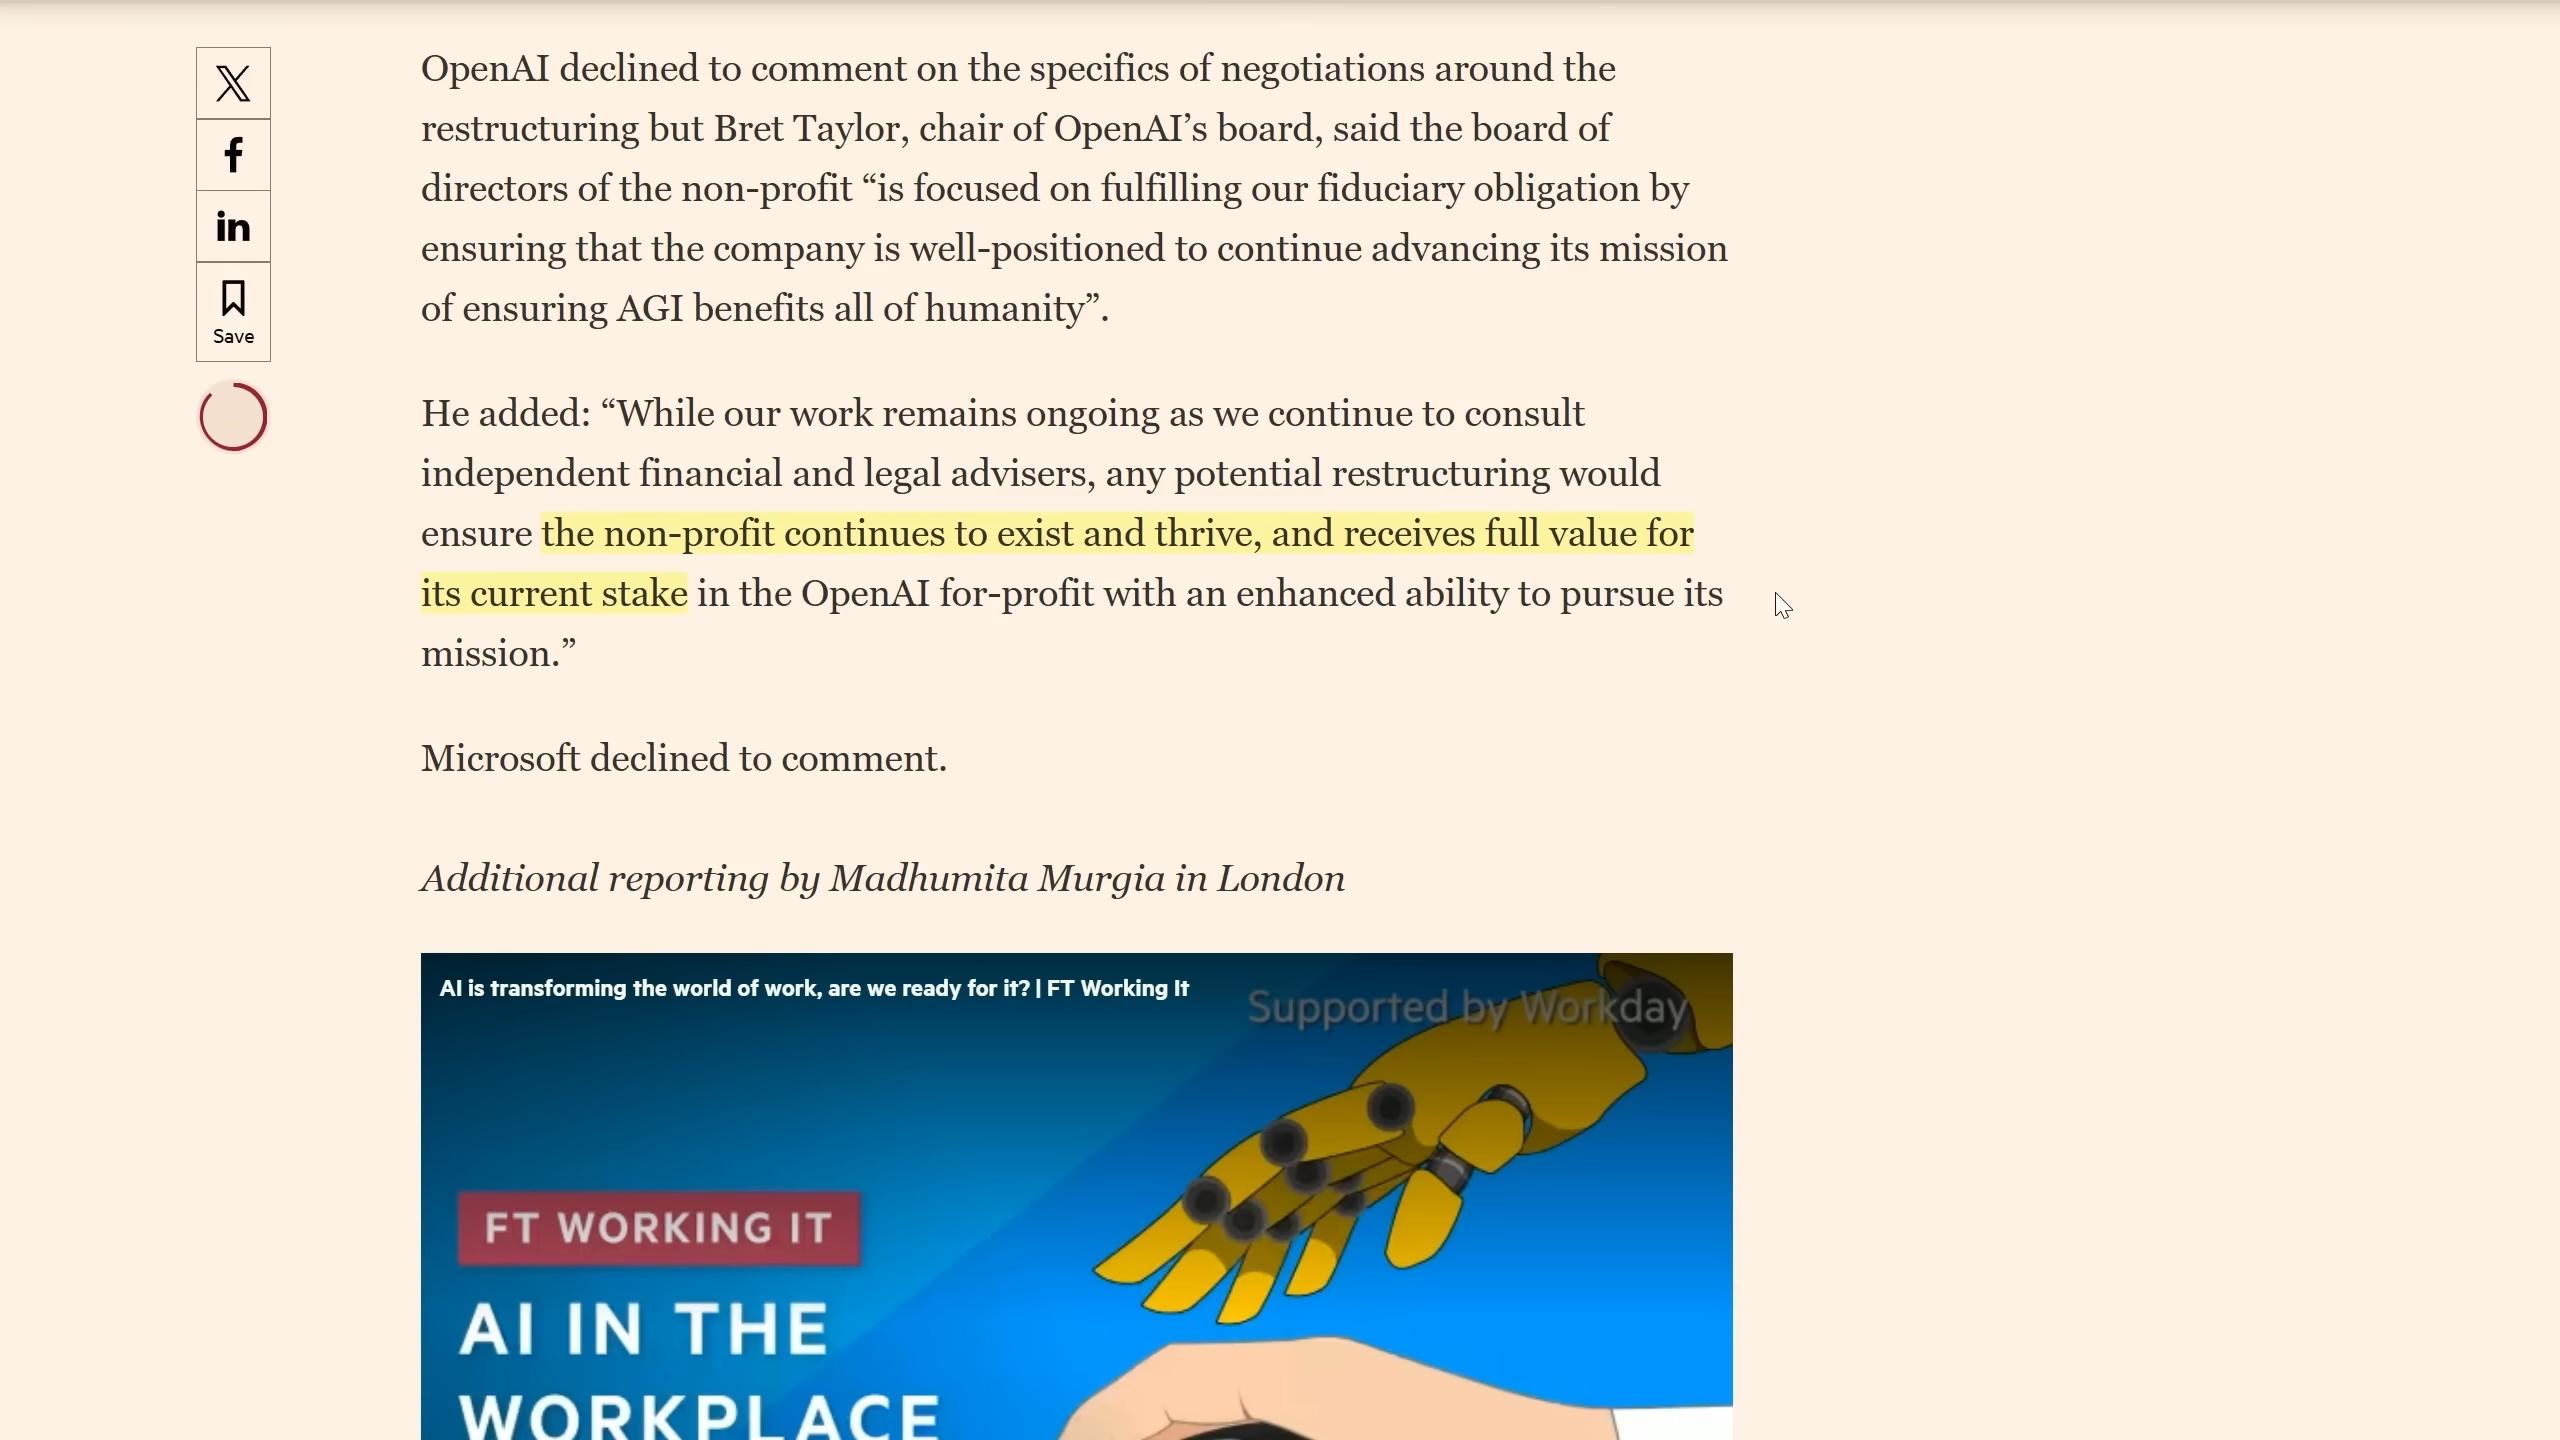 OpenAI declined to comment on the specifics of negotiations around the
restructuring but Bret Taylor, chair of OpenAI’s board, said the board of
directors of the non-profit “is focused on fulfilling our fiduciary obligation by
ensuring that the company is well-positioned to continue advancing its mission
of ensuring AGI benefits all of humanity”.
Save
He added: “While our work remains ongoing as we continue to consult
independent financial and legal advisers, any potential restructuring would
ensure the non-profit continues to exist and thrive, and receives full value for
its current stake in the OpenAI for-profit with an enhanced ability to pursue its
mission.”
Microsoft declined to comment.
Additional reporting by Madhumita Murgia in London
AI is transforming the world of work, are we ready for it? | FT Working It
Supported by Workday
FT WORKING IT
AI IN THE
WORKPLACE